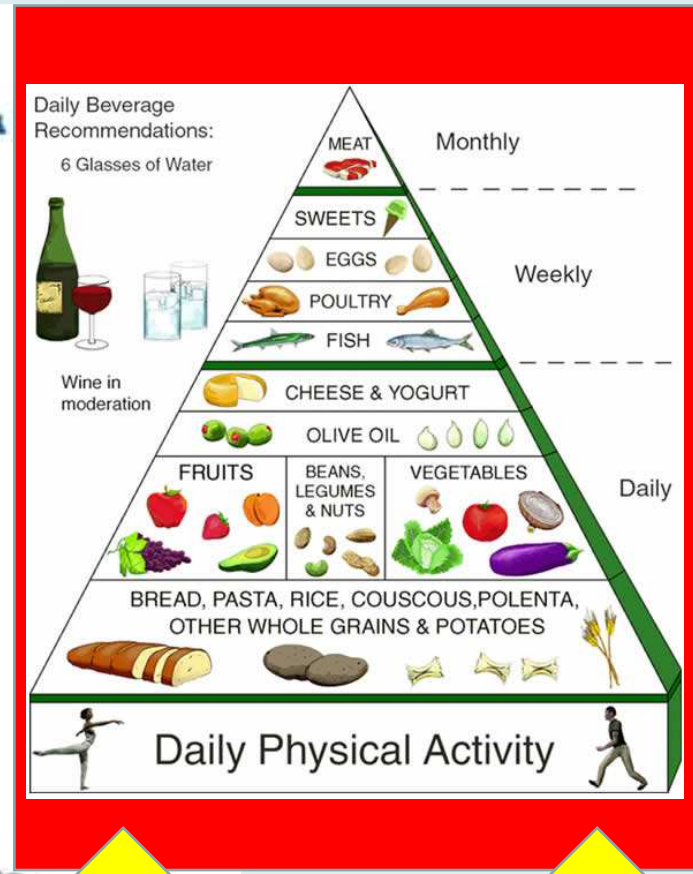 Daily Beverage
Recommendations:
6 Glasses of Water
Wine in
moderation
MEAT
Monthly
SWEETS
EGGS
Weekly
POULTRY
FISH
CHEESE & YOGURT
OLIVE OIL
FRUITS
BEANS,
LEGUMES
& NUTS
VEGETABLES
Daily
BREAD, PASTA, RICE, COUSCOUS,POLENTA,
OTHER WHOLE GRAINS & POTATOES
Daily Physical Activity